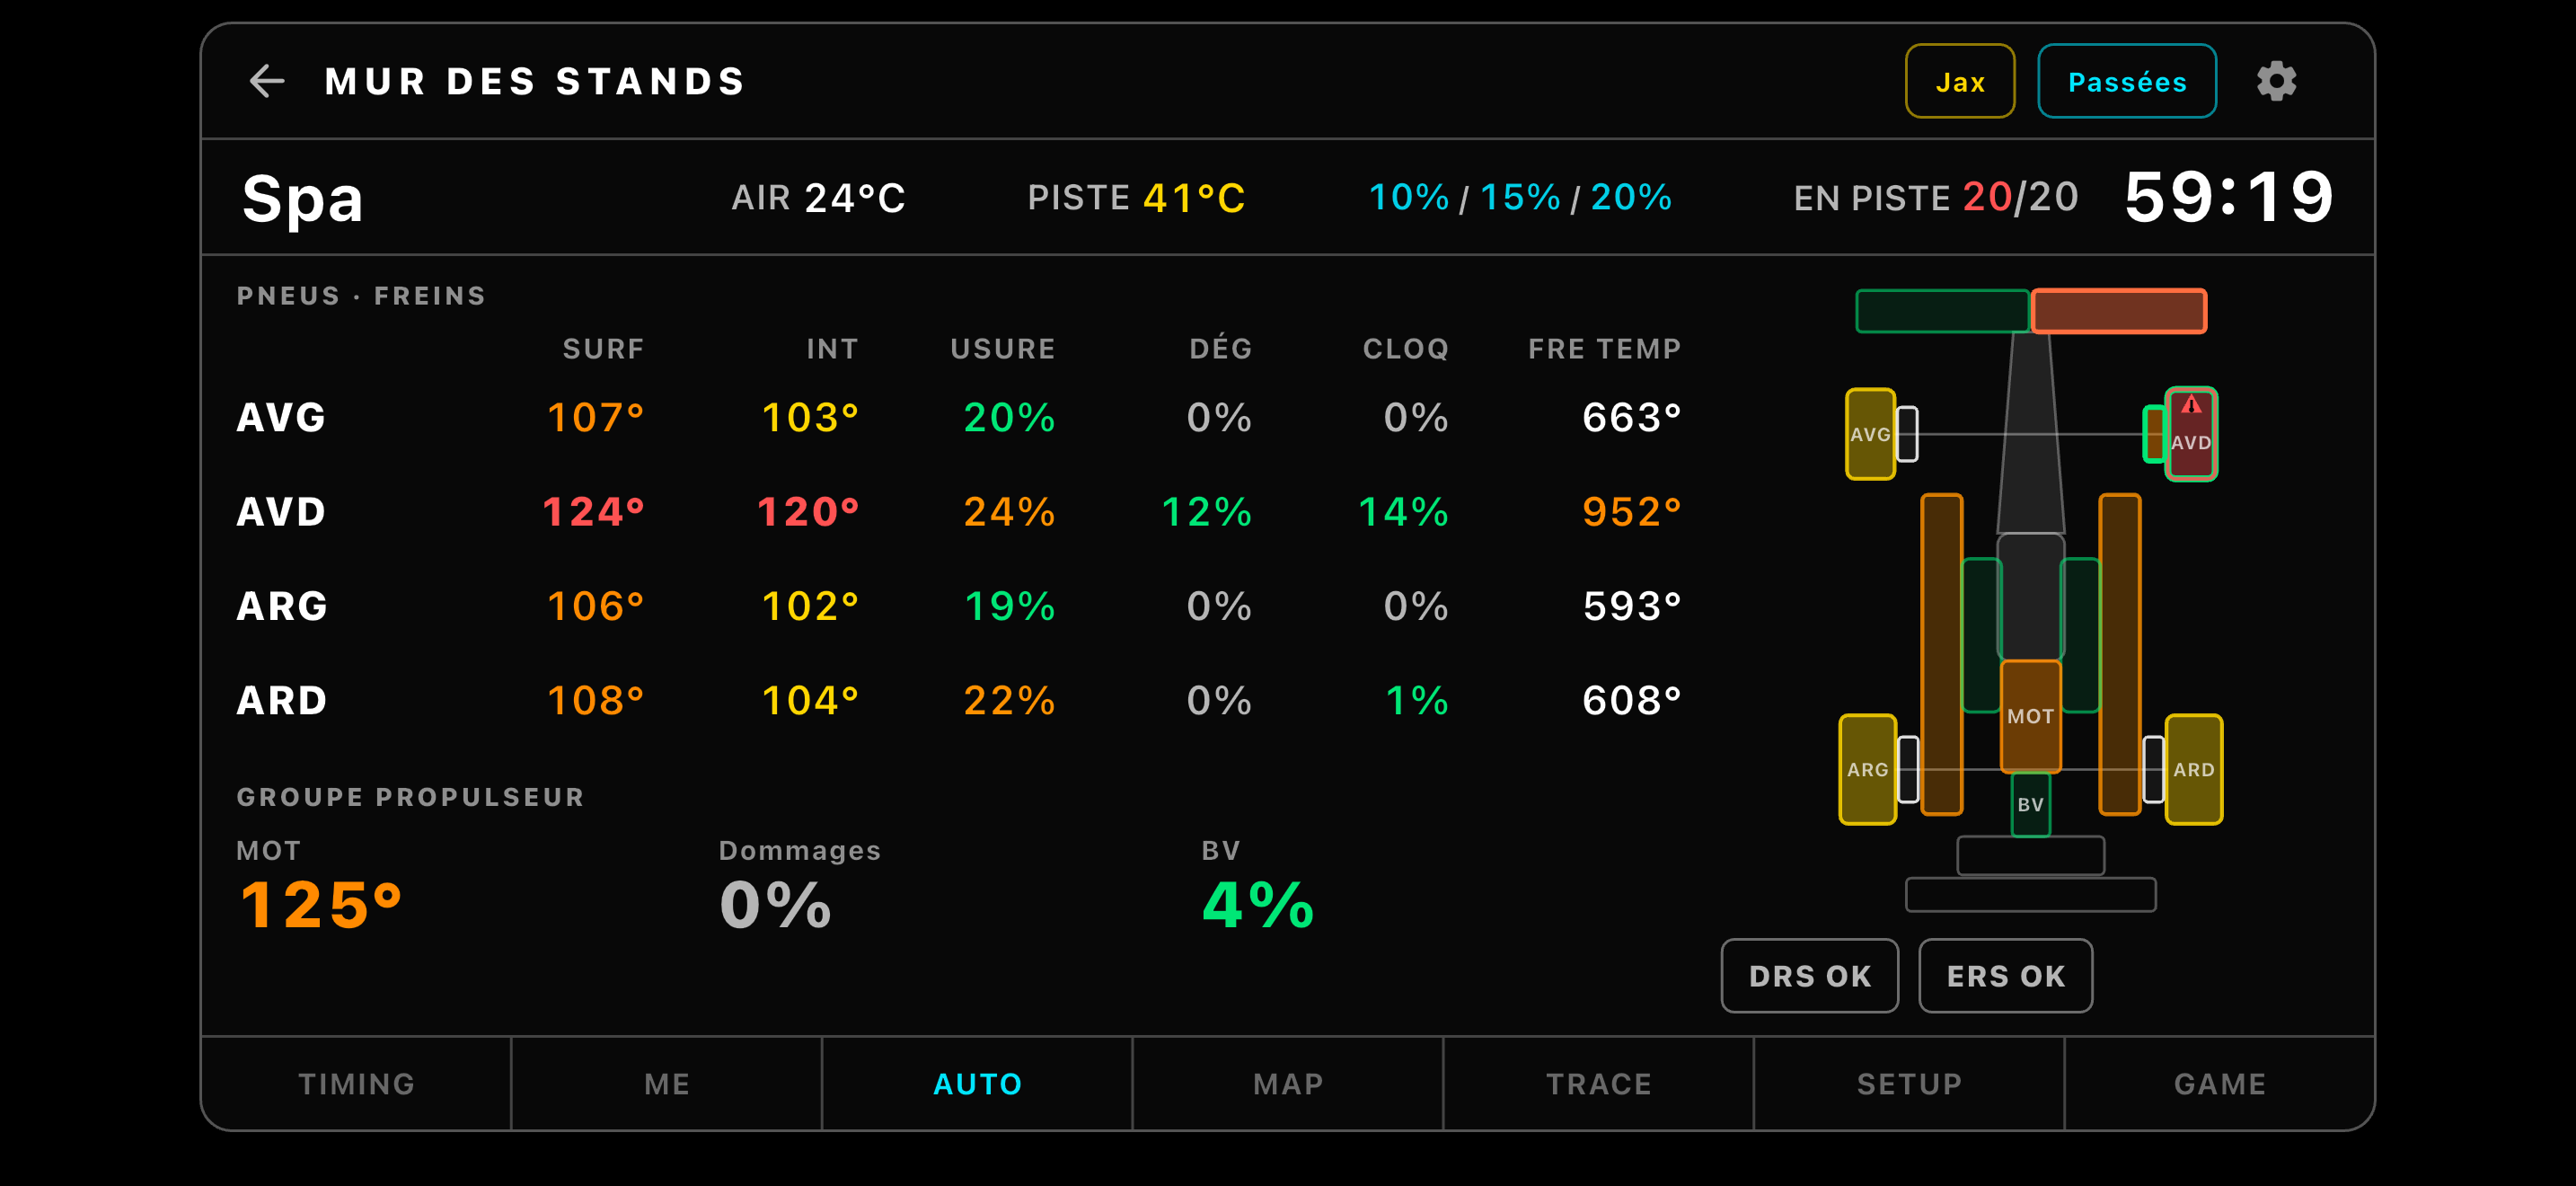 MUR DES STANDS
Jax
Passées
Spa
AIR 24°C
PISTE 41°C
10% / 15% / 20%
EN PISTE 20/20
59:19
PNEUS · FREINS
SURF INT USURE DÉG CLOQ FRE TEMP
AVG 107° 103° 20% 0% 0% 663°
AVD 124° 120° 24% 12% 14% 952°
ARG 106° 102° 19% 0% 0% 593°
ARD 108° 104° 22% 0% 1% 608°
GROUPE PROPULSEUR
MOT Dommages BV
125° 0% 4%
AVG
AVD
MOT
ARG
ARD
BV
DRS OK
ERS OK
TIMING ME AUTO MAP TRACE SETUP GAME